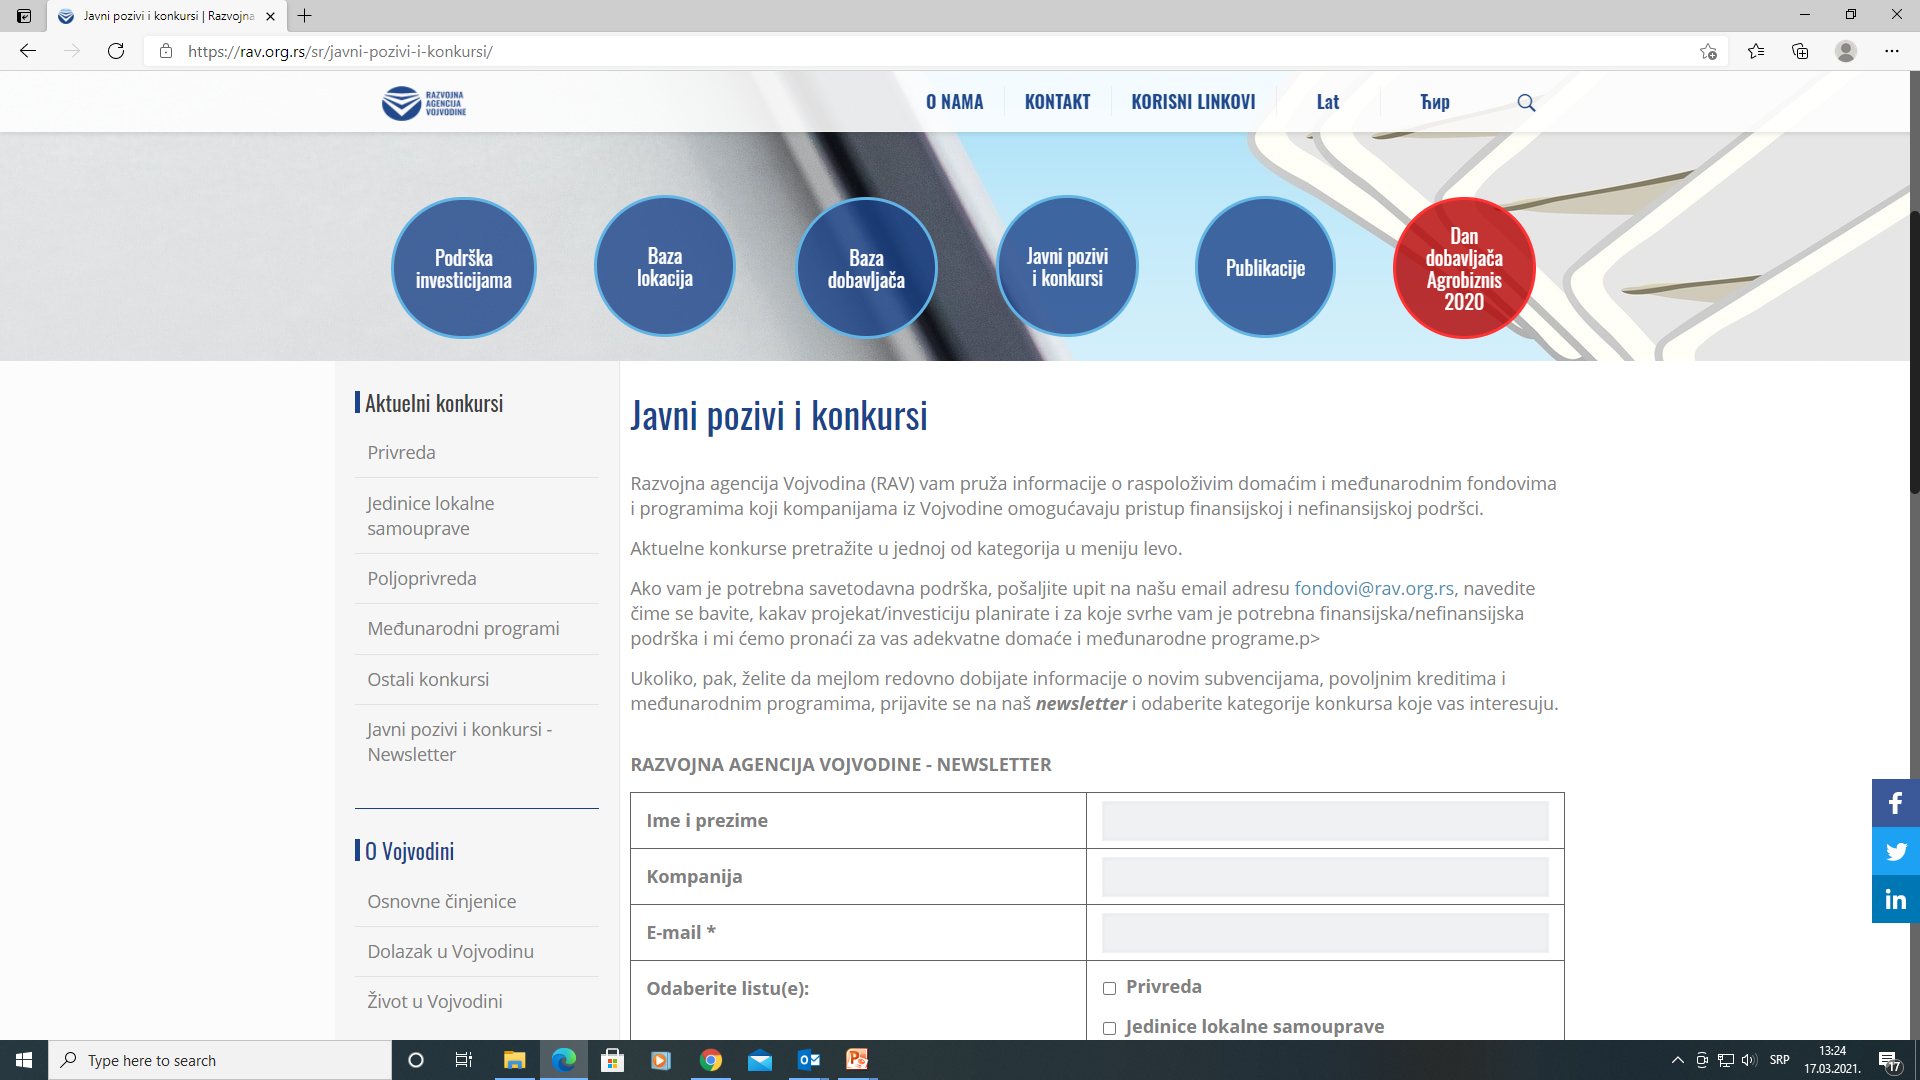 Javni pozivi i konkursi | Razvojna
https://rav.org.rs/sr/javni-pozivi-i-konkursi/
RAZVOJNA
AGENCIJA
VOJVODINE
O NAMA
KONTAKT
KORISNI LINKOVI
Lat
Ћир
Podrška
investicijama
Baza
lokacija
Baza
dobavljača
Javni pozivi
i konkursi
Publikacije
Dan
dobavljača
Agrobiznis
2020
Aktuelni konkursi
Privreda
Jedinice lokalne
samouprave
Poljoprivreda
Međunarodni programi
Ostali konkursi
Javni pozivi i konkursi -
Newsletter
O Vojvodini
Osnovne činjenice
Dolazak u Vojvodinu
Život u Vojvodini
Javni pozivi i konkursi
Razvojna agencija Vojvodina (RAV) vam pruža informacije o raspoloživim domaćim i međunarodnim fondovima
i programima koji kompanijama iz Vojvodine omogućavaju pristup finansijskoj i nefinansijskoj podršci.
Aktuelne konkurse pretražite u jednoj od kategorija u meniju levo.
Ako vam je potrebna savetodavna podrška, pošaljite upit na našu email adresu fondovi@rav.org.rs, navedite
čime se bavite, kakav projekat/investiciju planirate i za koje svrhe vam je potrebna finansijska/nefinansijska
podrška i mi ćemo pronaći za vas adekvatne domaće i međunarodne programe.p>
Ukoliko, pak, želite da mejlom redovno dobijate informacije o novim subvencijama, povoljnim kreditima i
međunarodnim programima, prijavite se na naš newsletter i odaberite kategorije konkursa koje vas interesuju.
RAZVOJNA AGENCIJA VOJVODINE - NEWSLETTER
Ime i prezime
Kompanija
E-mail *
Odaberite listu(e):
Privreda
Jedinice lokalne samouprave
Type here to search
SRP
13:24
17.03.2021.
17